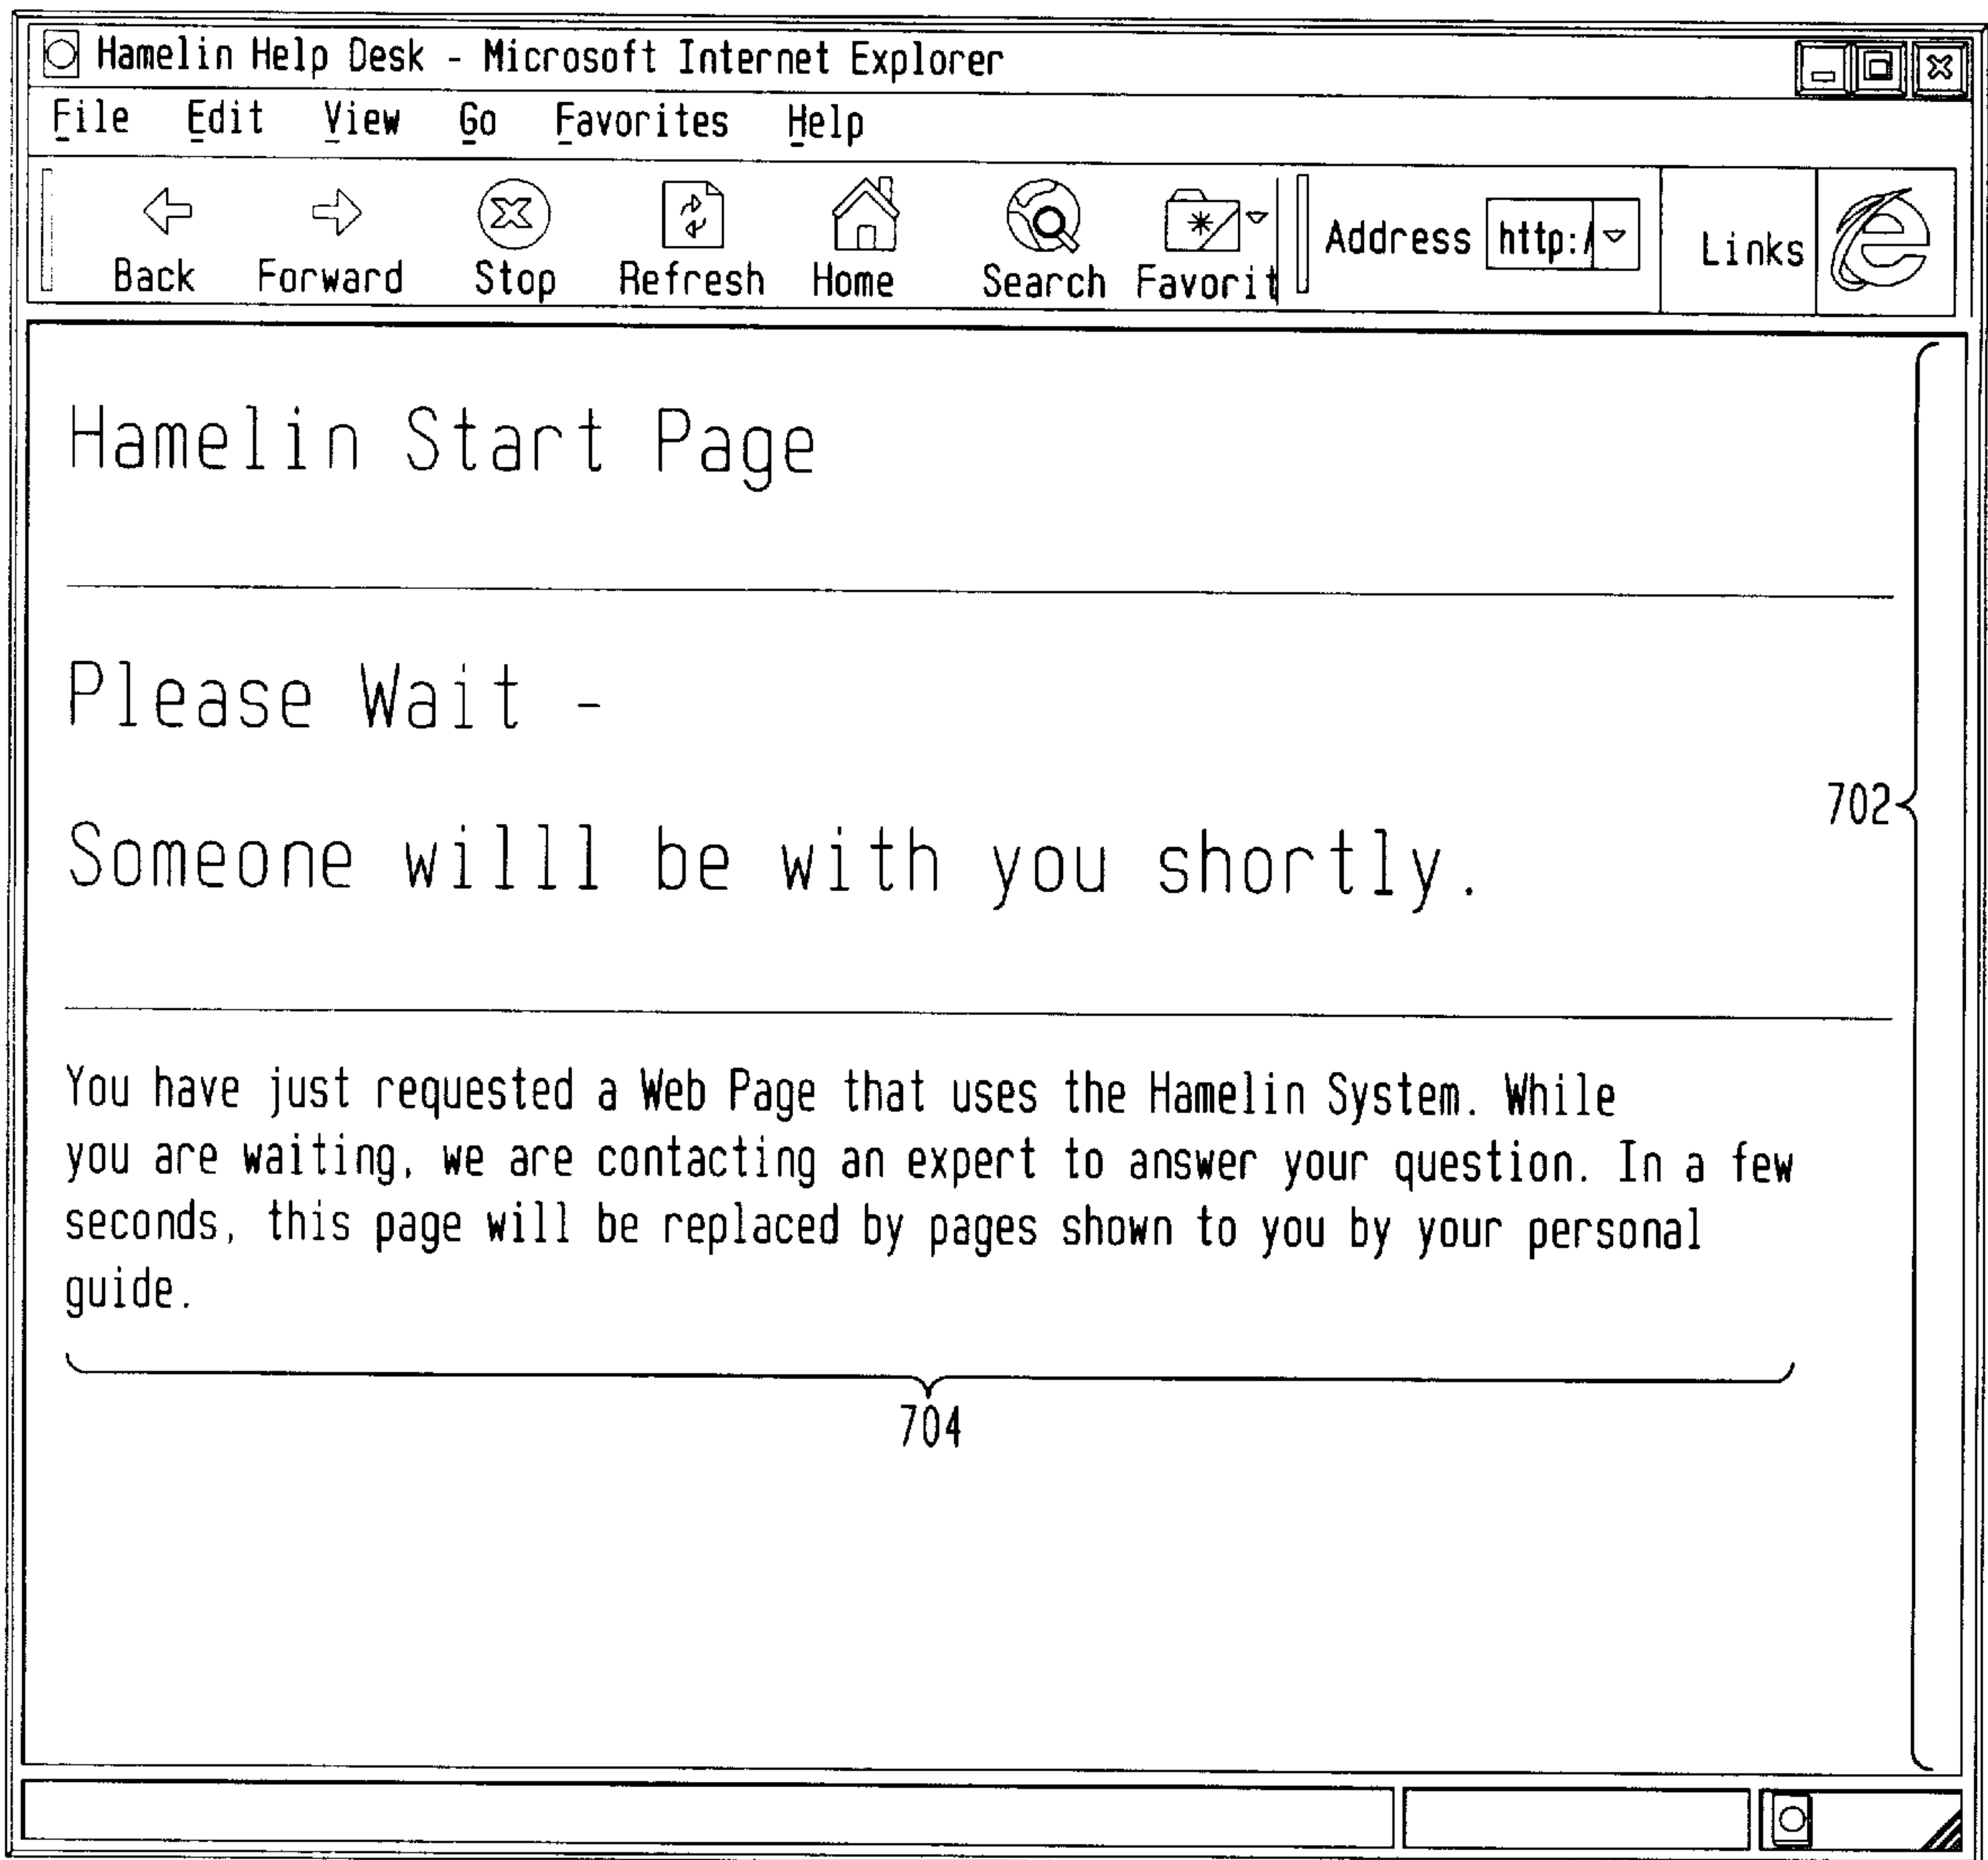 Hamelin Help Desk - Microsoft Internet Explorer
File Edit View Go Favorites Help
Back Forward Stop Refresh Home Search Favorit Address http:/ Links
Hamelin Start Page
Please Wait -
702
Someone willl be with you shortly.
You have just requested a Web Page that uses the Hamelin System. While
you are waiting, we are contacting an expert to answer your question. In a few
seconds, this page will be replaced by pages shown to you by your personal
guide.
704